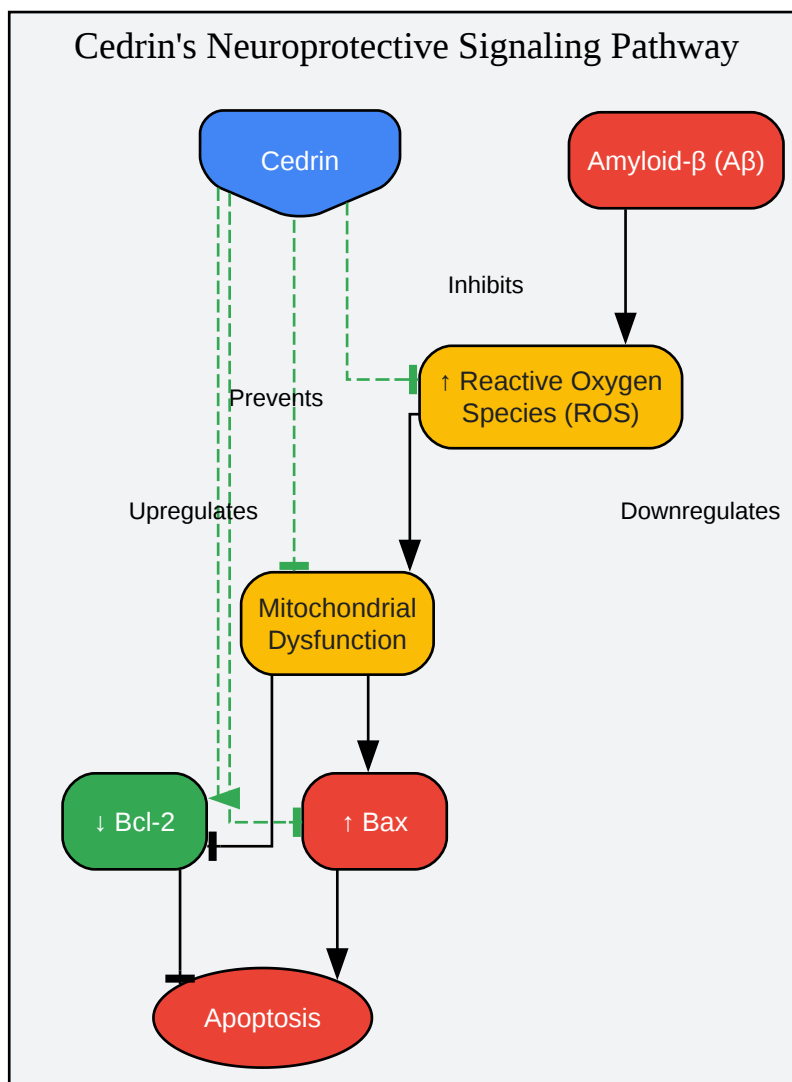 Cedrin's Neuroprotective Signaling Pathway
Cedrin
Amyloid-β (Aβ)
Inhibits
↑ Reactive Oxygen
Species (ROS)
Prevents
Upregulates
Downregulates
Mitochondrial
Dysfunction
↓ Bcl-2
↑ Bax
Apoptosis